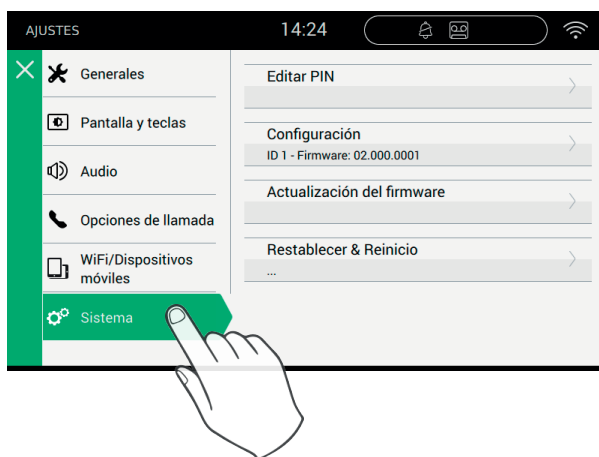 AJUSTES
14:24
Generales
Pantalla y teclas
Audio
Opciones de llamada
WiFi/Dispositivos
móviles
Sistema
Editar PIN
Configuración
ID 1 - Firmware: 02.000.0001
Actualización del firmware
Restablecer & Reinicio
...